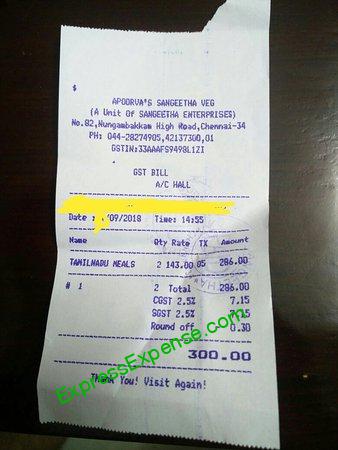 $
APOORVA'S SANGEETHA VEG
(A Unit Of SANGEETHA ENTERPRISES)
No.82,Nungambakkam High Road,Chennai-34
PH: 044-28274905,42137300,01
GSTIN:33AAAFS9498L1ZI
GST BILL
A/C HALL
Date : /09/2018 Time: 14:55
Name Qty Rate TX Amount
TAMILNADU MEALS 2 143.00 05 286.00
# 1 2 Total 286.00
CGST 2.5% 7.15
SGST 2.5% 7.15
Round off 0.30
300.00
Thank You! Visit Again!
ExpressExpense.com